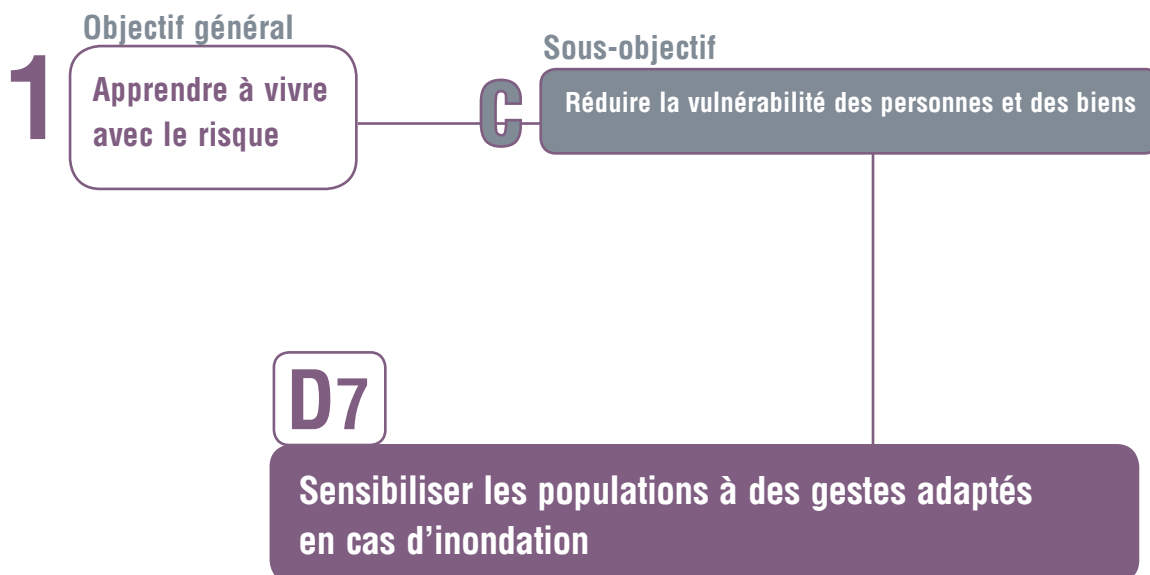 Objectif général
1
Apprendre à vivre
avec le risque
Sous-objectif
C
Réduire la vulnérabilité des personnes et des biens
D7
Sensibiliser les populations à des gestes adaptés
en cas d’inondation